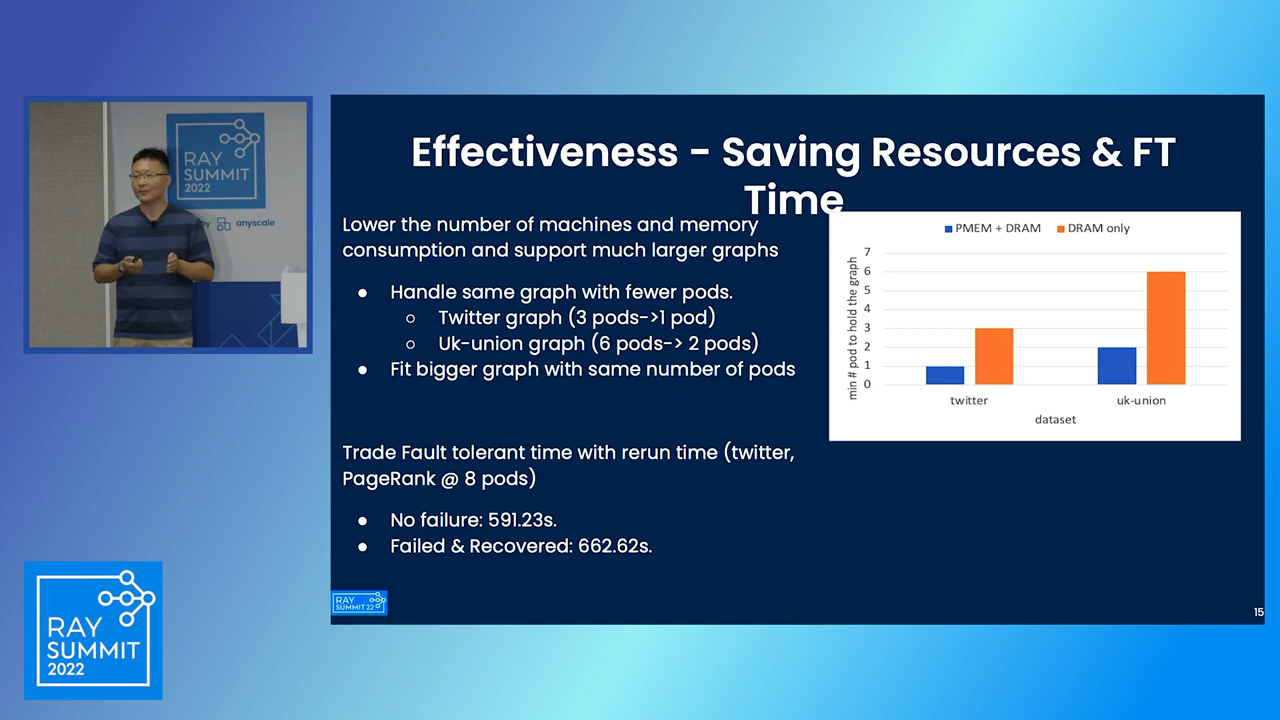 RAY
SUMMIT
2022
by anyscale
Effectiveness - Saving Resources & FT
Time
Lower the number of machines and memory
consumption and support much larger graphs
● Handle same graph with fewer pods.
○ Twitter graph (3 pods->1 pod)
○ Uk-union graph (6 pods-> 2 pods)
● Fit bigger graph with same number of pods
Trade Fault tolerant time with rerun time (twitter,
PageRank @ 8 pods)
● No failure: 591.23s.
● Failed & Recovered: 662.62s.
PMEM + DRAM DRAM only
min # pod to hold the graph
7
6
5
4
3
2
1
0
twitter uk-union
dataset
RAY
SUMMIT 22
15
RAY
SUMMIT
2022